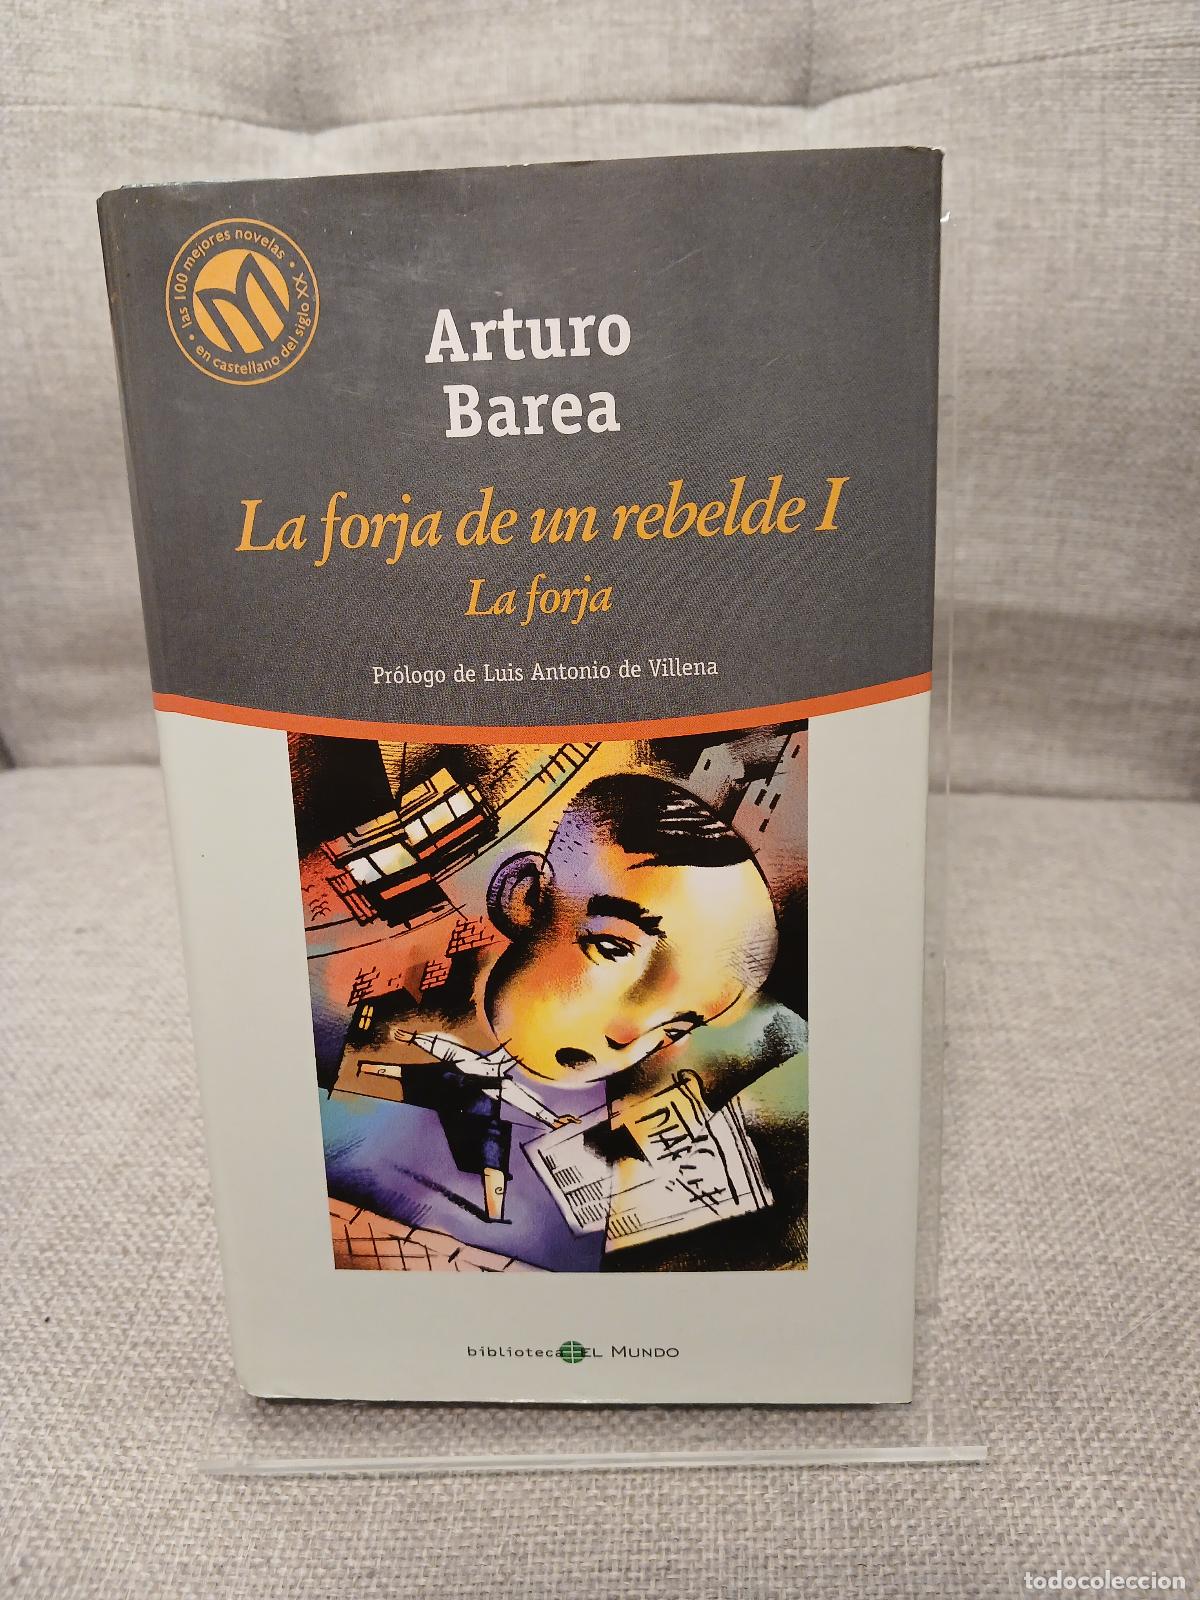 las 100 mejores novelas
en castellano del siglo XX
Arturo
Barea
La forja de un rebelde I
La forja
Prólogo de Luis Antonio de Villena
biblioteca EL MUNDO
todocoleccion